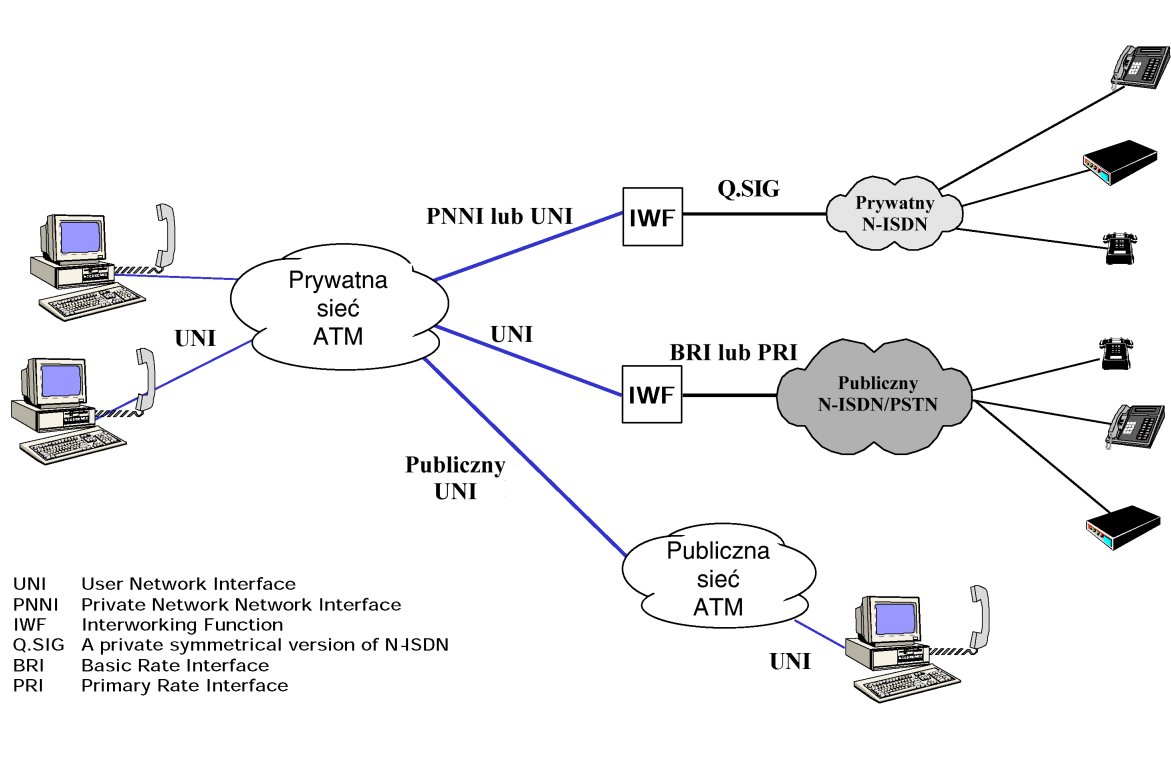 Q.SIG
PNNI lub UNI
IWF
Prywatny
N-ISDN
Prywatna
sieć
ATM
UNI
UNI
BRI lub PRI
IWF
Publiczny
N-ISDN/PSTN
Publiczny
UNI
Publiczna
sieć
ATM
UNI
UNI User Network Interface
PNNI Private Network Network Interface
IWF Interworking Function
Q.SIG A private symmetrical version of N-ISDN
BRI Basic Rate Interface
PRI Primary Rate Interface